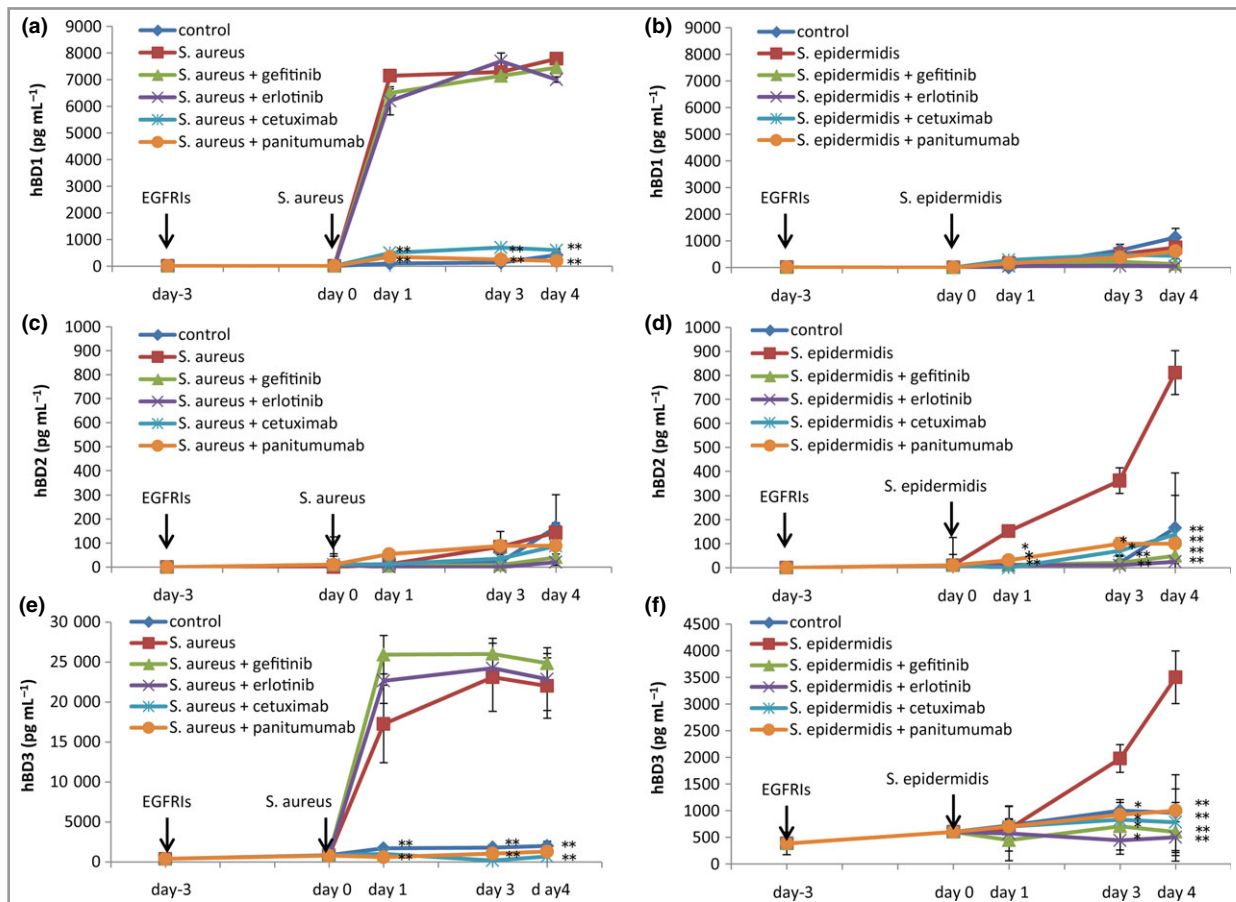 (a)
hBD1 (pg mL⁻¹)
9000
8000
7000
6000
5000
4000
3000
2000
1000
0
control
S. aureus
S. aureus + gefitinib
S. aureus + erlotinib
S. aureus + cetuximab
S. aureus + panitumumab
EGFRIs
S. aureus
** ** **
** ** **
day-3 day 0 day 1 day 3 day 4
(b)
hBD1 (pg mL⁻¹)
9000
8000
7000
6000
5000
4000
3000
2000
1000
0
control
S. epidermidis
S. epidermidis + gefitinib
S. epidermidis + erlotinib
S. epidermidis + cetuximab
S. epidermidis + panitumumab
EGFRIs
S. epidermidis
day-3 day 0 day 1 day 3 day 4
(c)
hBD2 (pg mL⁻¹)
1000
900
800
700
600
500
400
300
200
100
0
control
S. aureus
S. aureus + gefitinib
S. aureus + erlotinib
S. aureus + cetuximab
S. aureus + panitumumab
EGFRIs
S. aureus
day-3 day 0 day 1 day 3 day 4
(d)
hBD2 (pg mL⁻¹)
1000
900
800
700
600
500
400
300
200
100
0
control
S. epidermidis
S. epidermidis + gefitinib
S. epidermidis + erlotinib
S. epidermidis + cetuximab
S. epidermidis + panitumumab
EGFRIs
S. epidermidis
* * **
* * **
** ** **
** **
day-3 day 0 day 1 day 3 day 4
(e)
hBD3 (pg mL⁻¹)
30 000
25 000
20 000
15 000
10 000
5000
0
control
S. aureus
S. aureus + gefitinib
S. aureus + erlotinib
S. aureus + cetuximab
S. aureus + panitumumab
EGFRIs
S. aureus
** ** **
** ** **
day-3 day 0 day 1 day 3 d ay4
(f)
hBD3 (pg mL⁻¹)
4500
4000
3500
3000
2500
2000
1500
1000
500
0
control
S. epidermidis
S. epidermidis + gefitinib
S. epidermidis + erlotinib
S. epidermidis + cetuximab
S. epidermidis + panitumumab
EGFRIs
S. epidermidis
* **
* **
* **
* **
day-3 day 0 day 1 day 3 day 4